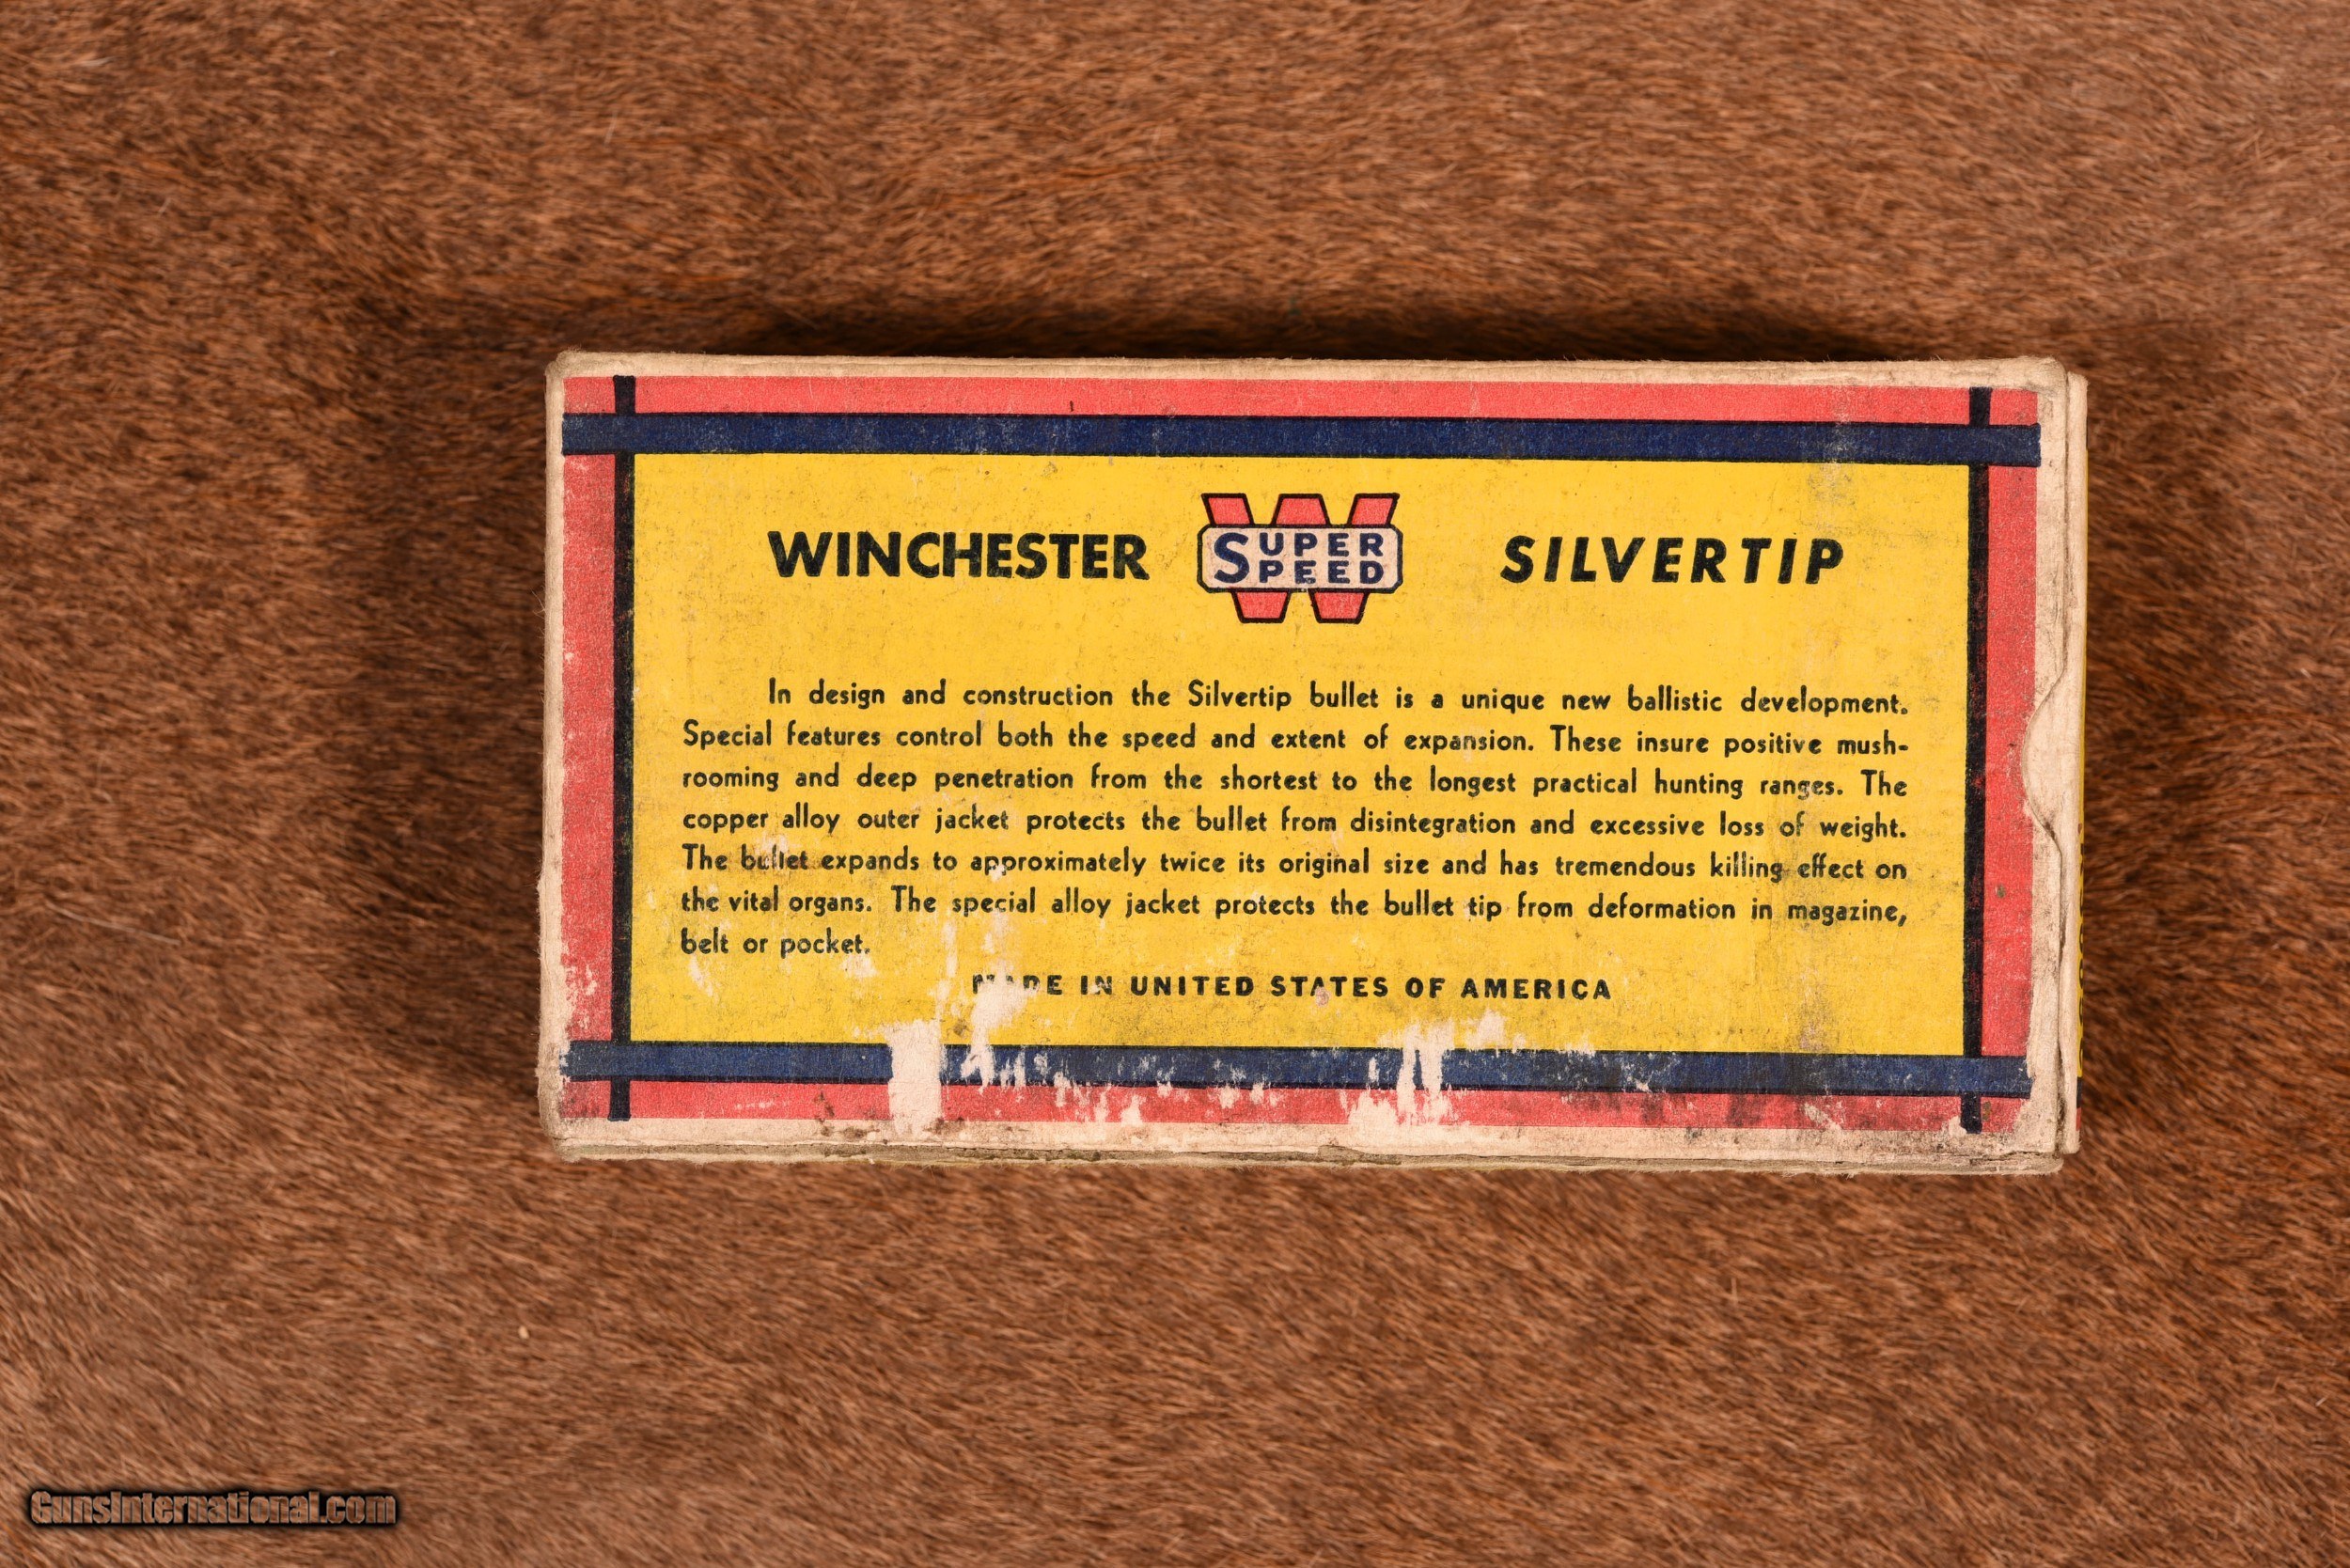 WINCHESTER SUPER SPEED SILVERTIP
In design and construction the Silvertip bullet is a unique new ballistic development.
Special features control both the speed and extent of expansion. These insure positive mush-
rooming and deep penetration from the shortest to the longest practical hunting ranges. The
copper alloy outer jacket protects the bullet from disintegration and excessive loss of weight.
The bullet expands to approximately twice its original size and has tremendous killing effect on
the vital organs. The special alloy jacket protects the bullet tip from deformation in magazine,
belt or pocket.
MADE IN UNITED STATES OF AMERICA
GunsInternational.com